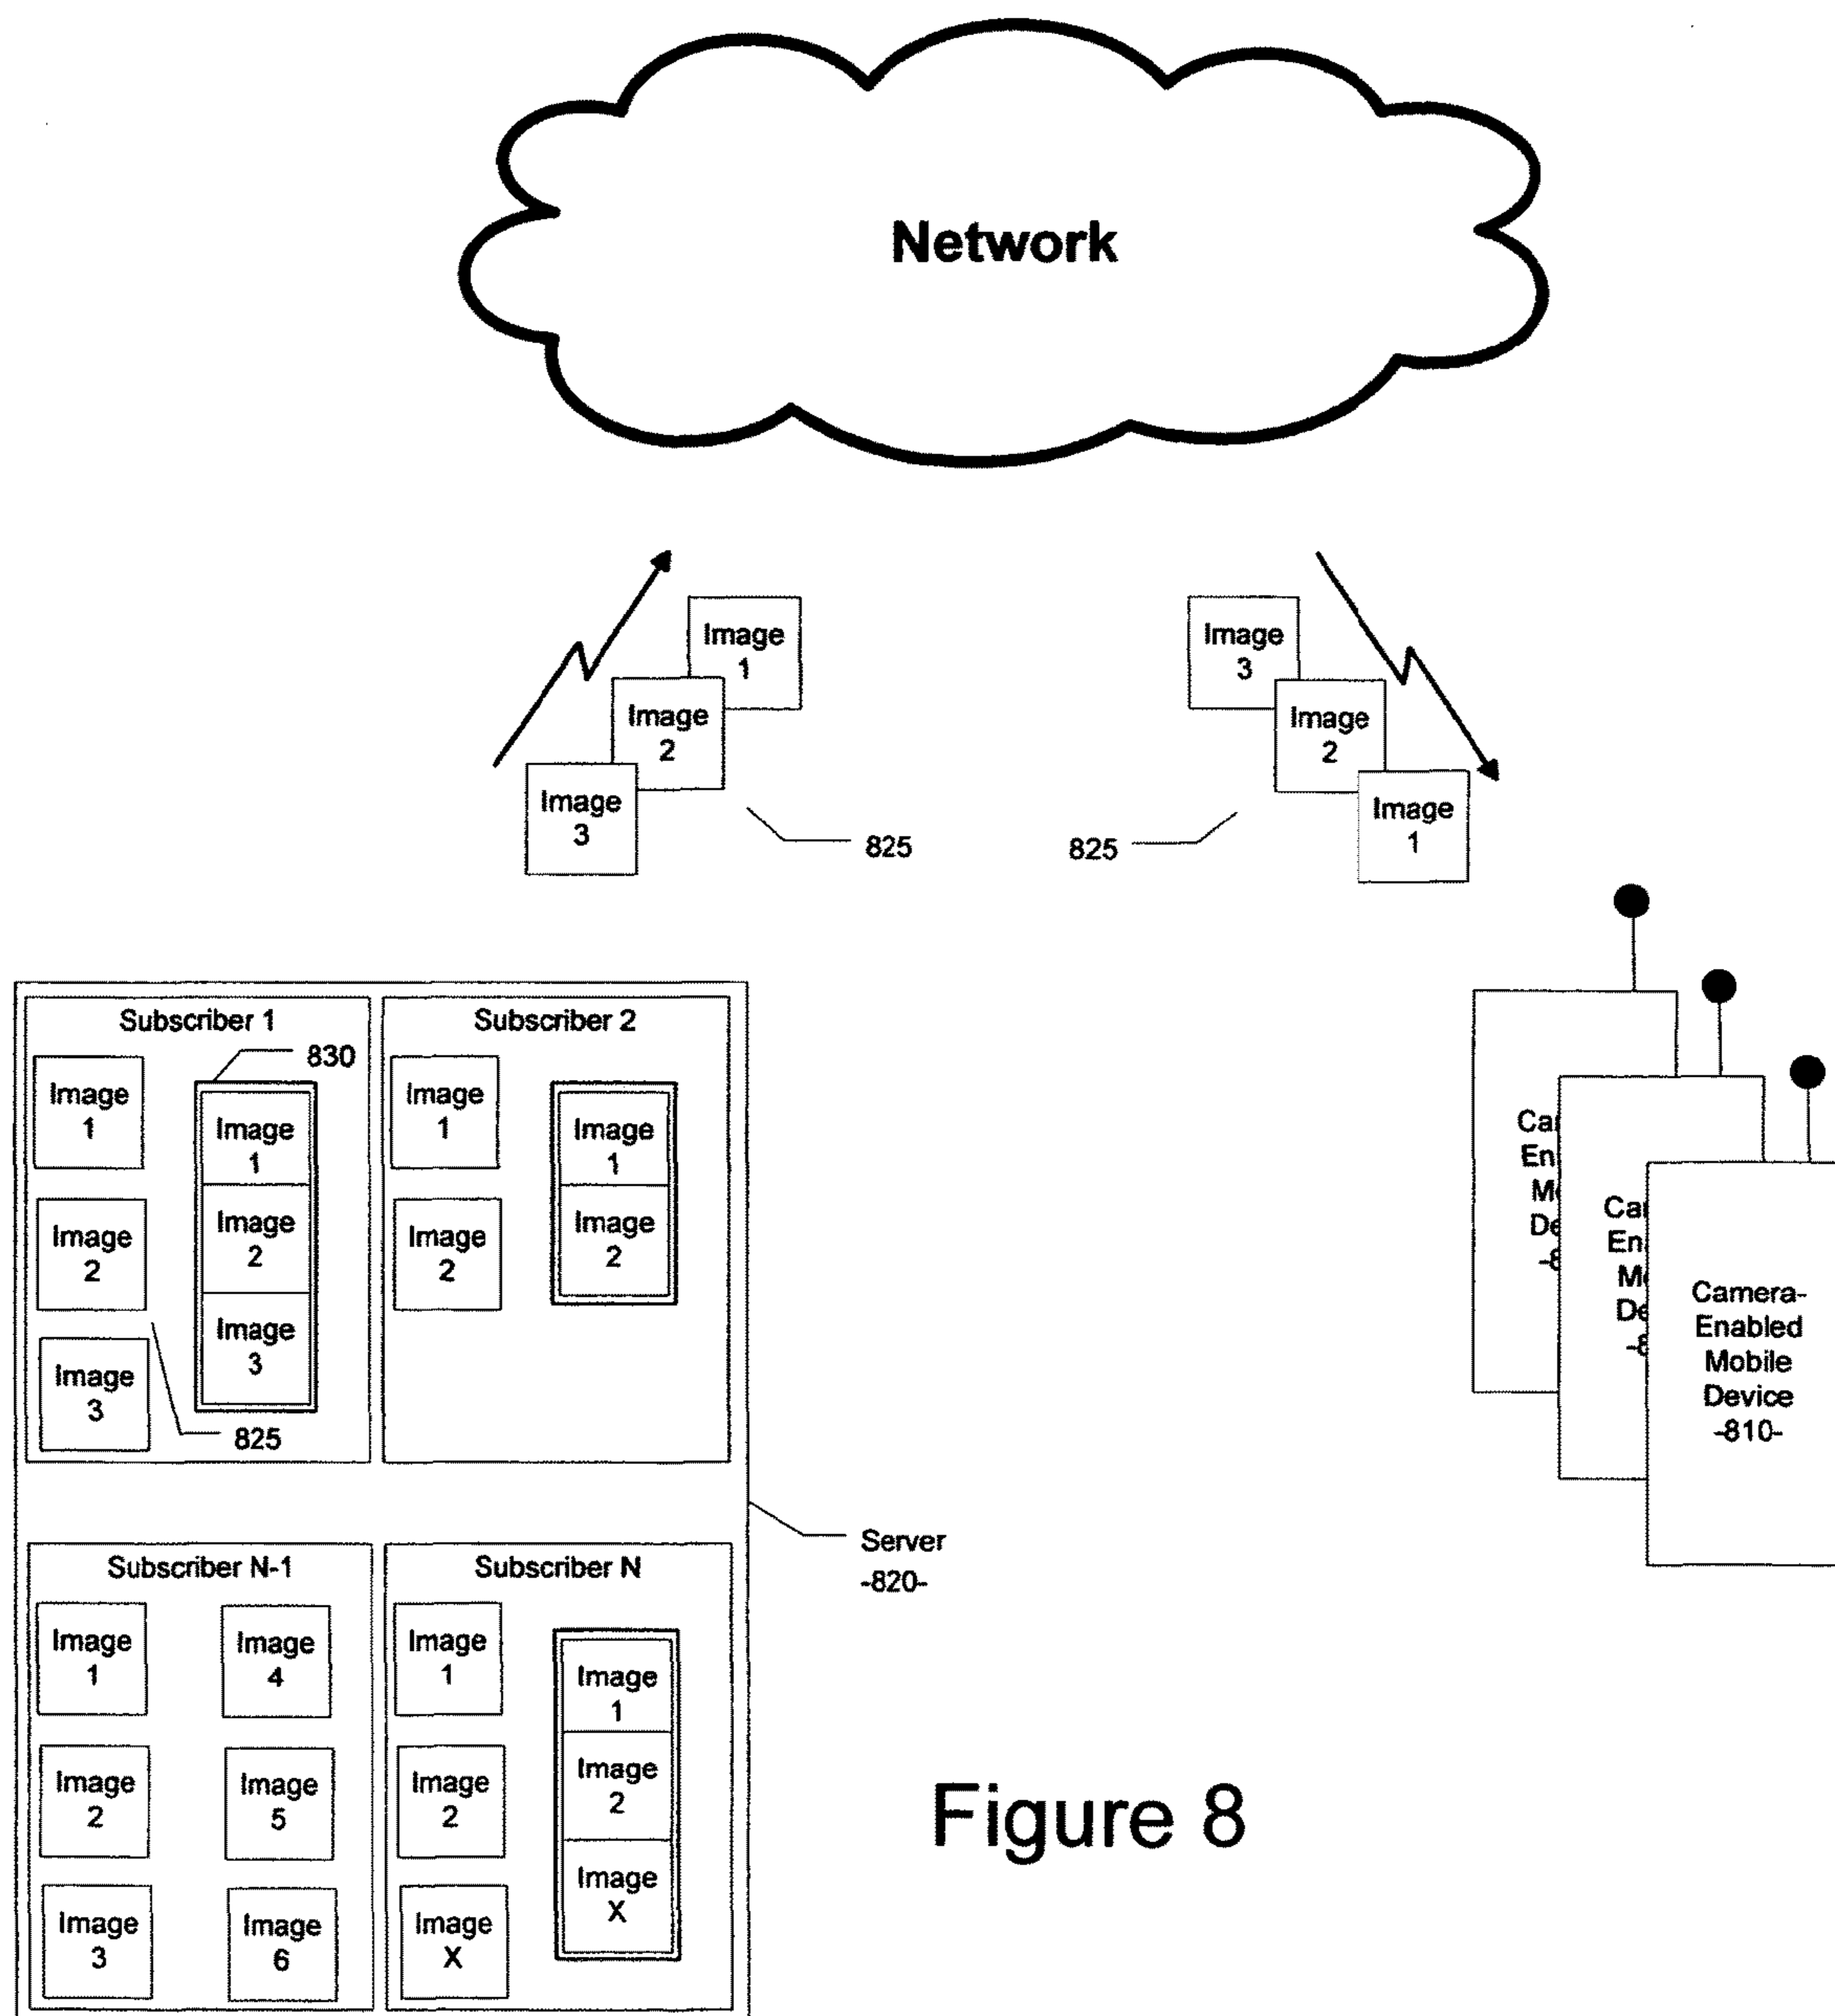 Network
Image
1
Image
2
Image
3
825
Image
3
Image
2
Image
1
825
Subscriber 1
830
Image
1
Image
2
Image
3
Image
1
Image
2
Image
3
825
Subscriber 2
Image
1
Image
2
Image
1
Image
2
Camera-
Enabled
Mobile
Device
-810-
Server
-820-
Subscriber N-1
Image
1
Image
2
Image
3
Image
4
Image
5
Image
6
Subscriber N
Image
1
Image
2
Image
X
Image
1
Image
2
Image
X
Figure 8